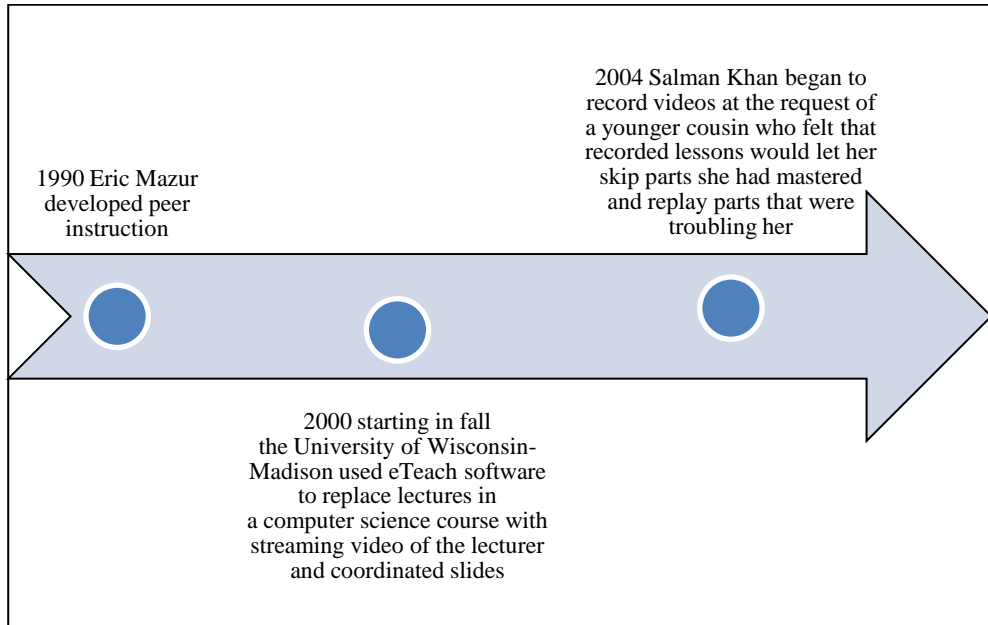 1990 Eric Mazur
developed peer
instruction
2000 starting in fall
the University of Wisconsin-
Madison used eTeach software
to replace lectures in
a computer science course with
streaming video of the lecturer
and coordinated slides
2004 Salman Khan began to
record videos at the request of
a younger cousin who felt that
recorded lessons would let her
skip parts she had mastered
and replay parts that were
troubling her